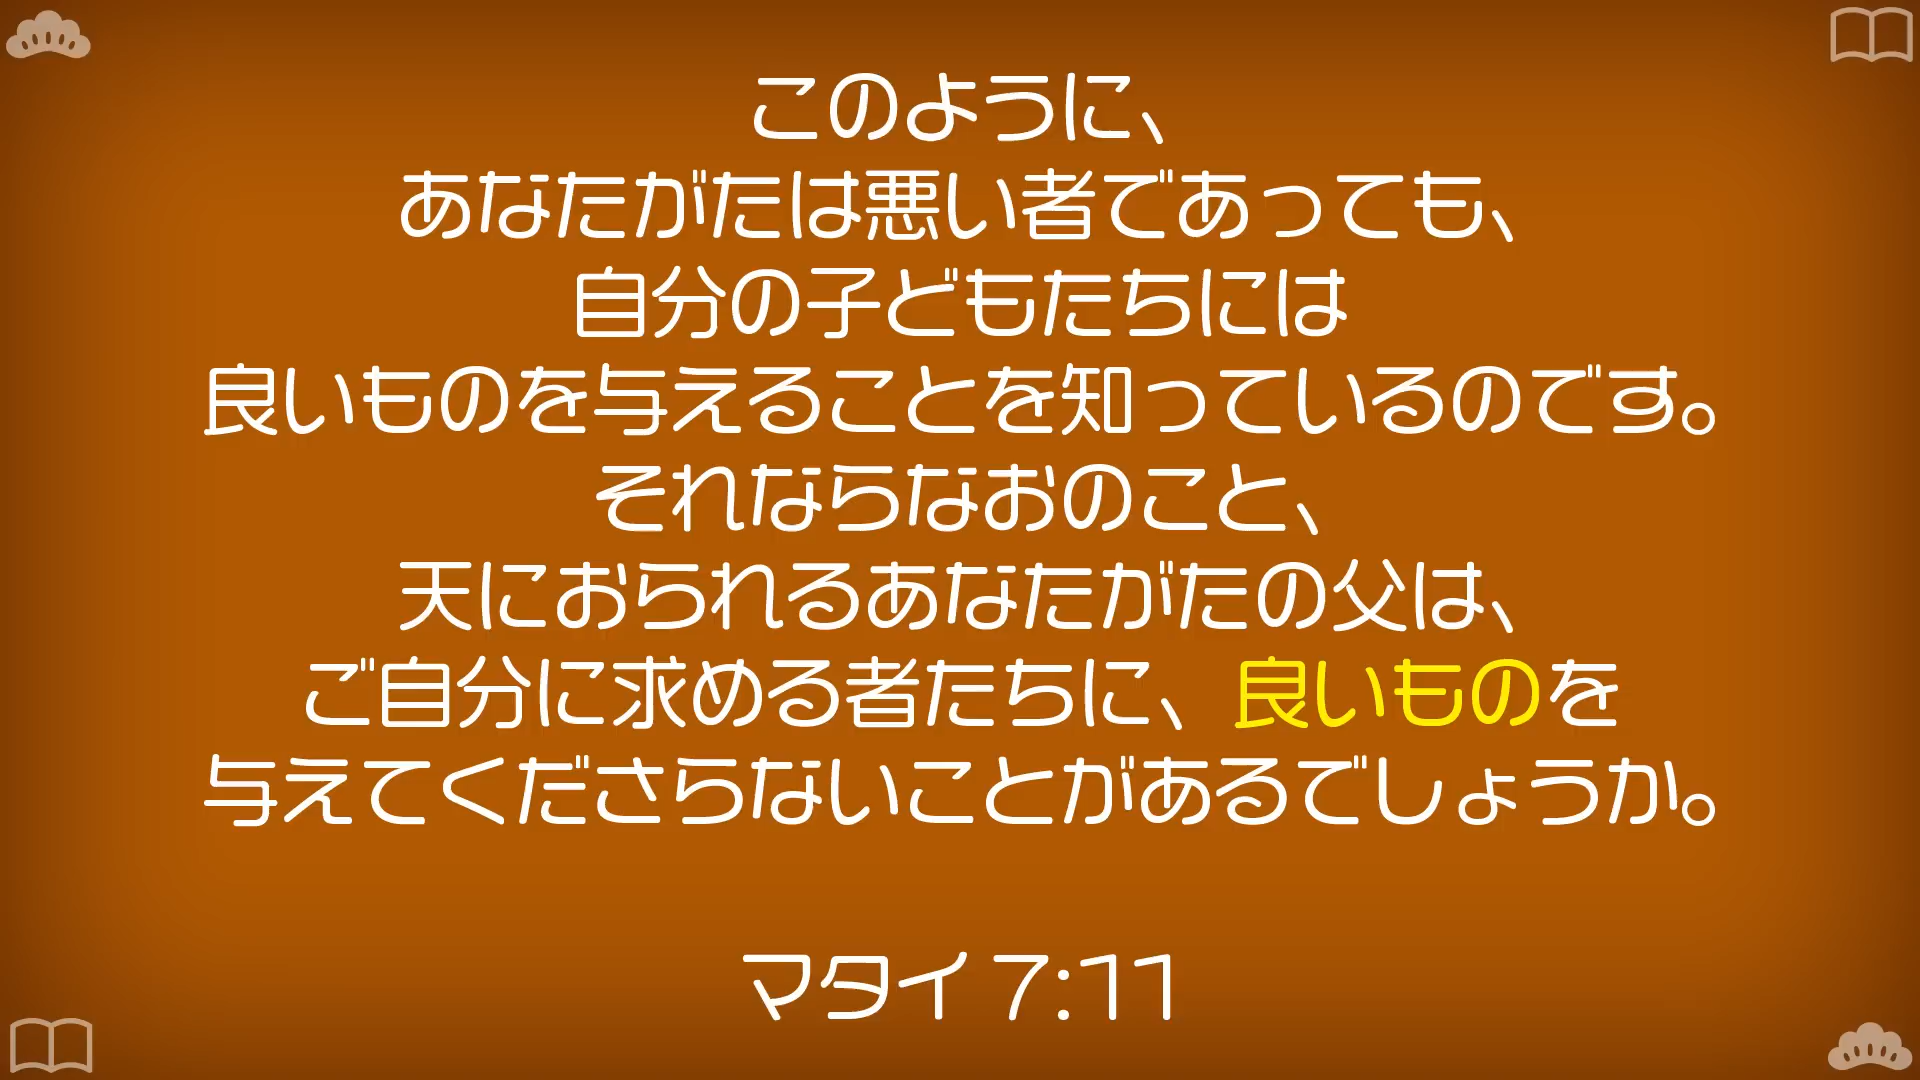 このように、
あなたがたは悪い者であっても、
自分の子どもたちには
良いものを与えることを知っているのです。
それならなおのこと、
天におられるあなたがたの父は、
ご自分に求める者たちに、良いものを
与えてくださらないことがあるでしょうか。
マタイ 7:11